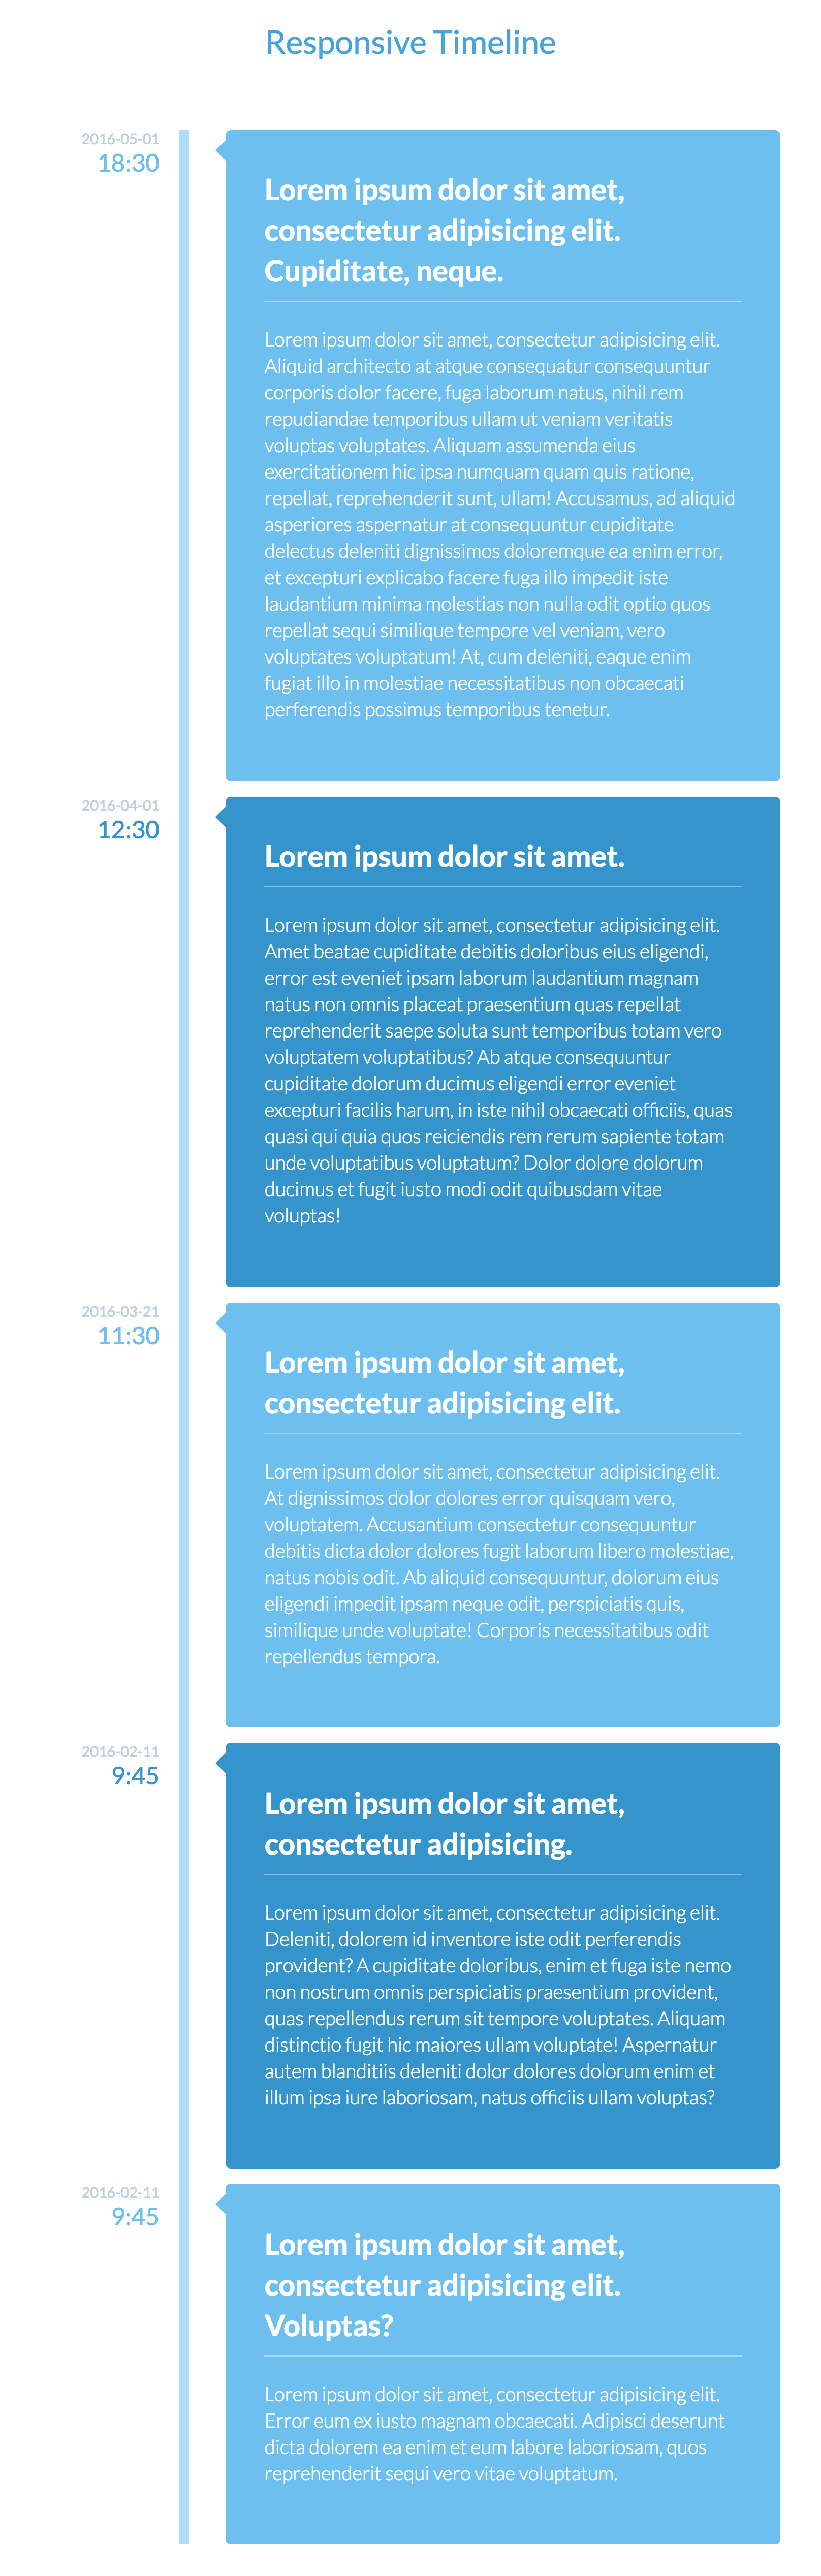 Responsive Timeline
2016-05-01
18:30
Lorem ipsum dolor sit amet,
consectetur adipisicing elit.
Cupiditate, neque.
Lorem ipsum dolor sit amet, consectetur adipisicing elit.
Aliquid architecto at atque consequatur consequuntur
corporis dolor facere, fuga laborum natus, nihil rem
repudiandae temporibus ullam ut veniam veritatis
voluptas voluptates. Aliquam assumenda eius
exercitationem hic ipsa numquam quam quis ratione,
repellat, reprehenderit sunt, ullam! Accusamus, ad aliquid
asperiores aspernatur at consequuntur cupiditate
delectus deleniti dignissimos doloremque ea enim error,
et excepturi explicabo facere fuga illo impedit iste
laudantium minima molestias non nulla odit optio quos
repellat sequi similique tempore vel veniam, vero
voluptates voluptatum! At, cum deleniti, eaque enim
fugiat illo in molestiae necessitatibus non obcaecati
perferendis possimus temporibus tenetur.
2016-04-01
12:30
Lorem ipsum dolor sit amet.
Lorem ipsum dolor sit amet, consectetur adipisicing elit.
Amet beatae cupiditate debitis doloribus eius eligendi,
error est eveniet ipsam laborum laudantium magnam
natus non omnis placeat praesentium quas repellat
reprehenderit saepe soluta sunt temporibus totam vero
voluptatem voluptatibus? Ab atque consequuntur
cupiditate dolorum ducimus eligendi error eveniet
excepturi facilis harum, in iste nihil obcaecati officiis, quas
quasi qui quia quos reiciendis rem rerum sapiente totam
unde voluptatibus voluptatum? Dolor dolore dolorum
ducimus et fugit iusto modi odit quibusdam vitae
voluptas!
2016-03-21
11:30
Lorem ipsum dolor sit amet,
consectetur adipisicing elit.
Lorem ipsum dolor sit amet, consectetur adipisicing elit.
At dignissimos dolor dolores error quisquam vero,
voluptatem. Accusantium consectetur consequuntur
debitis dicta dolor dolores fugit laborum libero molestiae,
natus nobis odit. Ab aliquid consequuntur, dolorum eius
eligendi impedit ipsam neque odit, perspiciatis quis,
similique unde voluptate! Corporis necessitatibus odit
repellendus tempora.
2016-02-11
9:45
Lorem ipsum dolor sit amet,
consectetur adipisicing.
Lorem ipsum dolor sit amet, consectetur adipisicing elit.
Deleniti, dolorem id inventore iste odit perferendis
provident? A cupiditate doloribus, enim et fuga iste nemo
non nostrum omnis perspiciatis praesentium provident,
quas repellendus rerum sit tempore voluptates. Aliquam
distinctio fugit hic maiores ullam voluptate! Aspernatur
autem blanditiis deleniti dolor dolores dolorum enim et
illum ipsa iure laboriosam, natus officiis ullam voluptas?
2016-02-11
9:45
Lorem ipsum dolor sit amet,
consectetur adipisicing elit.
Voluptas?
Lorem ipsum dolor sit amet, consectetur adipisicing elit.
Error eum ex iusto magnam obcaecati. Adipisci deserunt
dicta dolorem ea enim et eum labore laboriosam, quos
reprehenderit sequi vero vitae voluptatum.